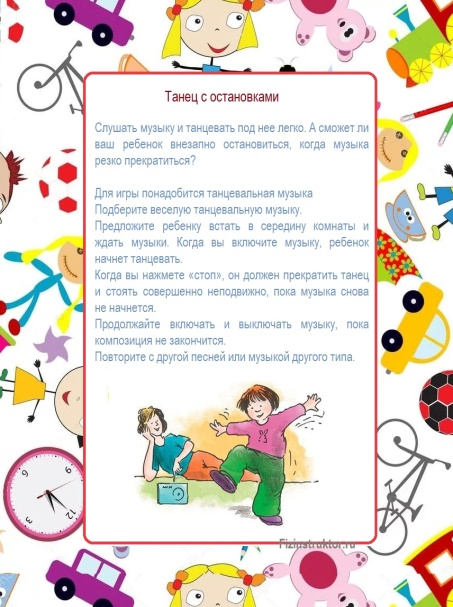 Танец с остановками
Слушать музыку и танцевать под нее легко. А сможет ли
ваш ребенок внезапно остановиться, когда музыка
резко прекратиться?
Для игры понадобится танцевальная музыка
Подберите веселую танцевальную музыку.
Предложите ребенку встать в середину комнаты и
ждать музыки. Когда вы включите музыку, ребенок
начнет танцевать.
Когда вы нажмете «стоп», он должен прекратить танец
и стоять совершенно неподвижно, пока музыка снова
не начнется.
Продолжайте включать и выключать музыку, пока
композиция не закончится.
Повторите с другой песней или музыкой другого типа.
Fizinstruktor.ru